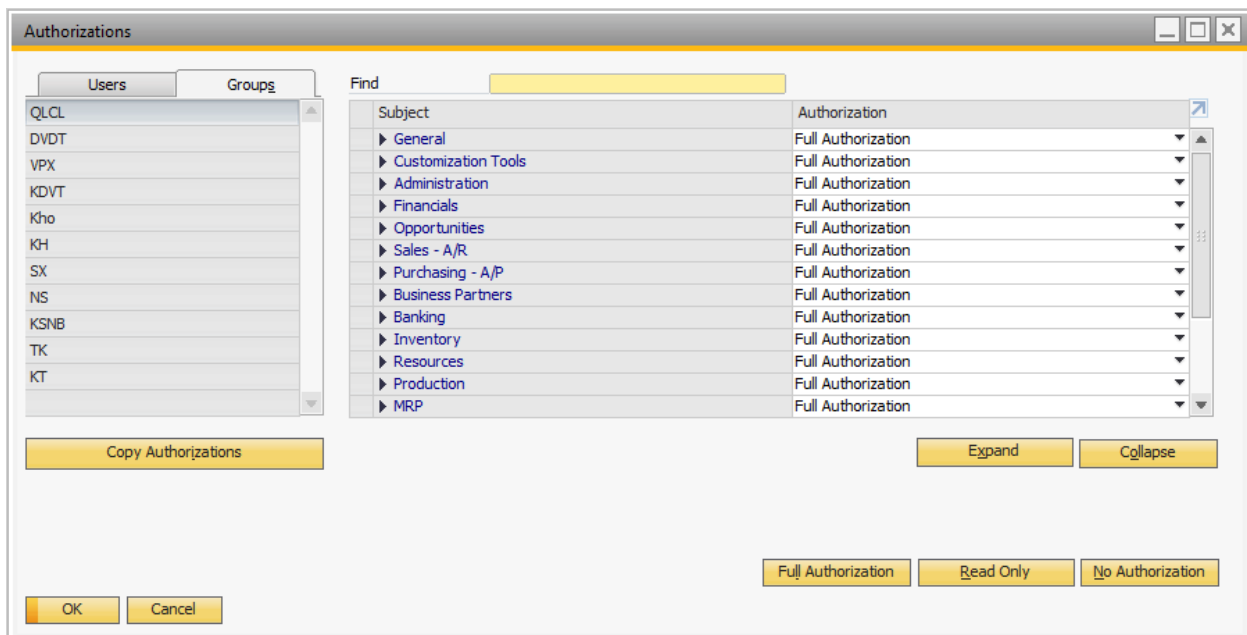 Authorizations
Users Groups Find
QLCL
DVDT
VPX
KDVT
Kho
KH
SX
NS
KSNB
TK
KT
Subject Authorization
General Full Authorization
Customization Tools Full Authorization
Administration Full Authorization
Financials Full Authorization
Opportunities Full Authorization
Sales - A/R Full Authorization
Purchasing - A/P Full Authorization
Business Partners Full Authorization
Banking Full Authorization
Inventory Full Authorization
Resources Full Authorization
Production Full Authorization
MRP Full Authorization
Copy Authorizations
Expand Collapse
Full Authorization Read Only No Authorization
OK Cancel